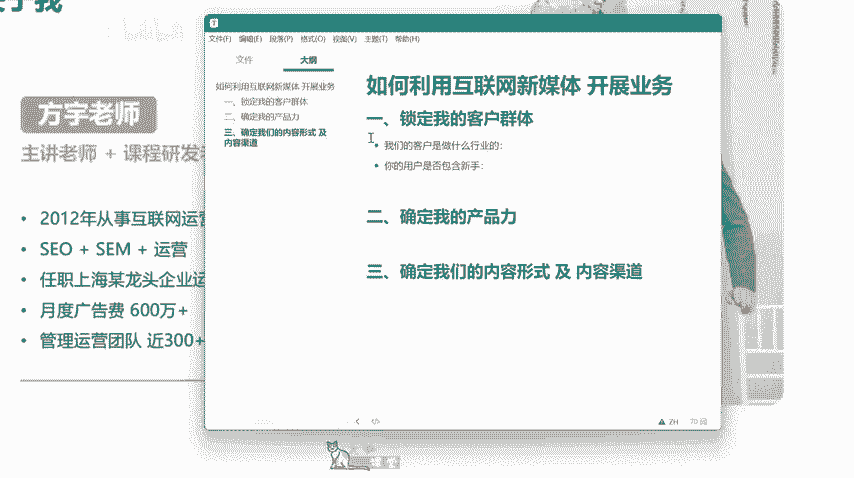 于我
T
文件(F) 编辑(E) 段落(P) 格式(O) 视图(V) 主题(T) 帮助(H)
文件 大纲
如何利用互联网新媒体 开展业务
一、锁定我的客户群体
二、确定我的产品力
三、确定我们的内容形式 及
内容渠道
如何利用互联网新媒体 开展业务
一、锁定我的客户群体
我们的客户是做什么行业的:
你的用户是否包含新手:
二、确定我的产品力
三、确定我们的内容形式 及 内容渠道
ZH 70 词
方宇老师
主讲老师 + 课程研发
• 2012年从事互联网运营
• SEO + SEM + 运营
• 任职上海某龙头企业运
• 月度广告费 600万+
• 管理运营团队 近300+